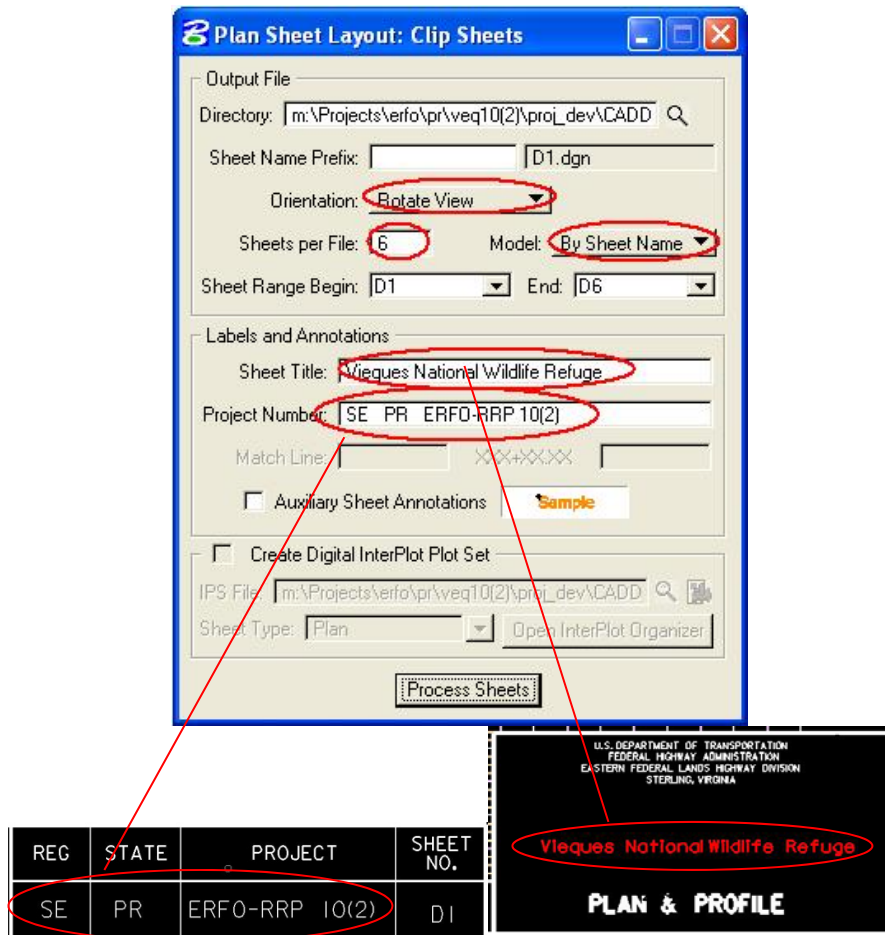 Plan Sheet Layout: Clip Sheets
Output File
Directory: m:\Projects\erfo\pr\veq10(2)\proj_dev\CADD
Sheet Name Prefix: D1.dgn
Orientation: Rotate View
Sheets per File: 6 Model: By Sheet Name
Sheet Range Begin: D1 End: D6
Labels and Annotations
Sheet Title: Vieques National Wildlife Refuge
Project Number: SE PR ERFO-RRP 10(2)
Match Line: XXX+XX.XX
Auxiliary Sheet Annotations Sample
Create Digital InterPlot Plot Set
IPS File: m:\Projects\erfo\pr\veq10(2)\proj_dev\CADD
Sheet Type: Plan Open InterPlot Organizer
Process Sheets
U.S. DEPARTMENT OF TRANSPORTATION
FEDERAL HIGHWAY ADMINISTRATION
EASTERN FEDERAL LANDS HIGHWAY DIVISION
STERLING, VIRGINIA
Vieques National Wildlife Refuge
PLAN & PROFILE
REG STATE PROJECT SHEET NO.
SE PR ERFO-RRP 10(2) D1